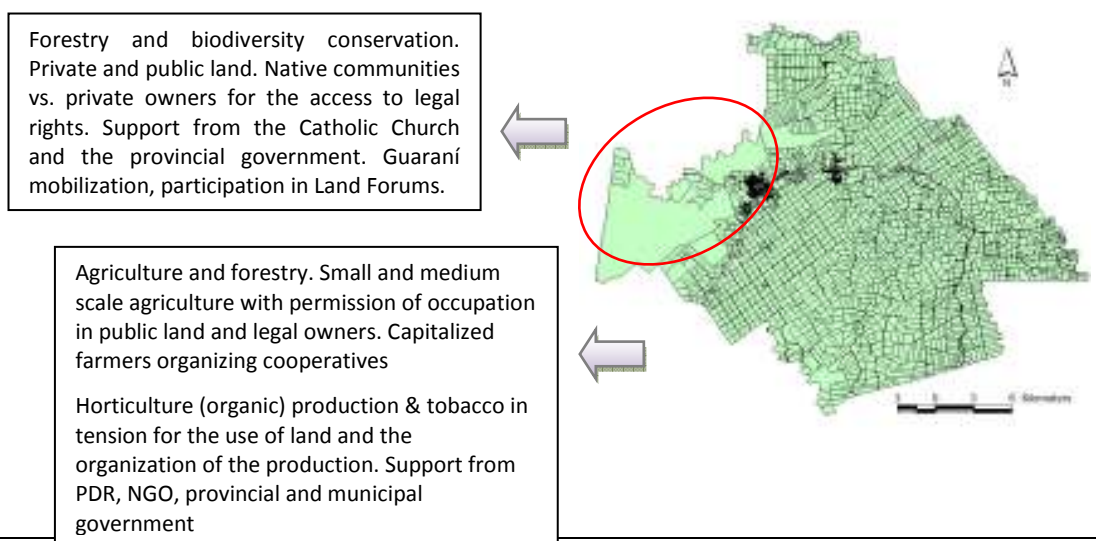 Forestry and biodiversity conservation.
Private and public land. Native communities
vs. private owners for the access to legal
rights. Support from the Catholic Church
and the provincial government. Guaraní
mobilization, participation in Land Forums.
N
Agriculture and forestry. Small and medium
scale agriculture with permission of occupation
in public land and legal owners. Capitalized
farmers organizing cooperatives
Horticulture (organic) production & tobacco in
tension for the use of land and the
organization of the production. Support from
PDR, NGO, provincial and municipal
government